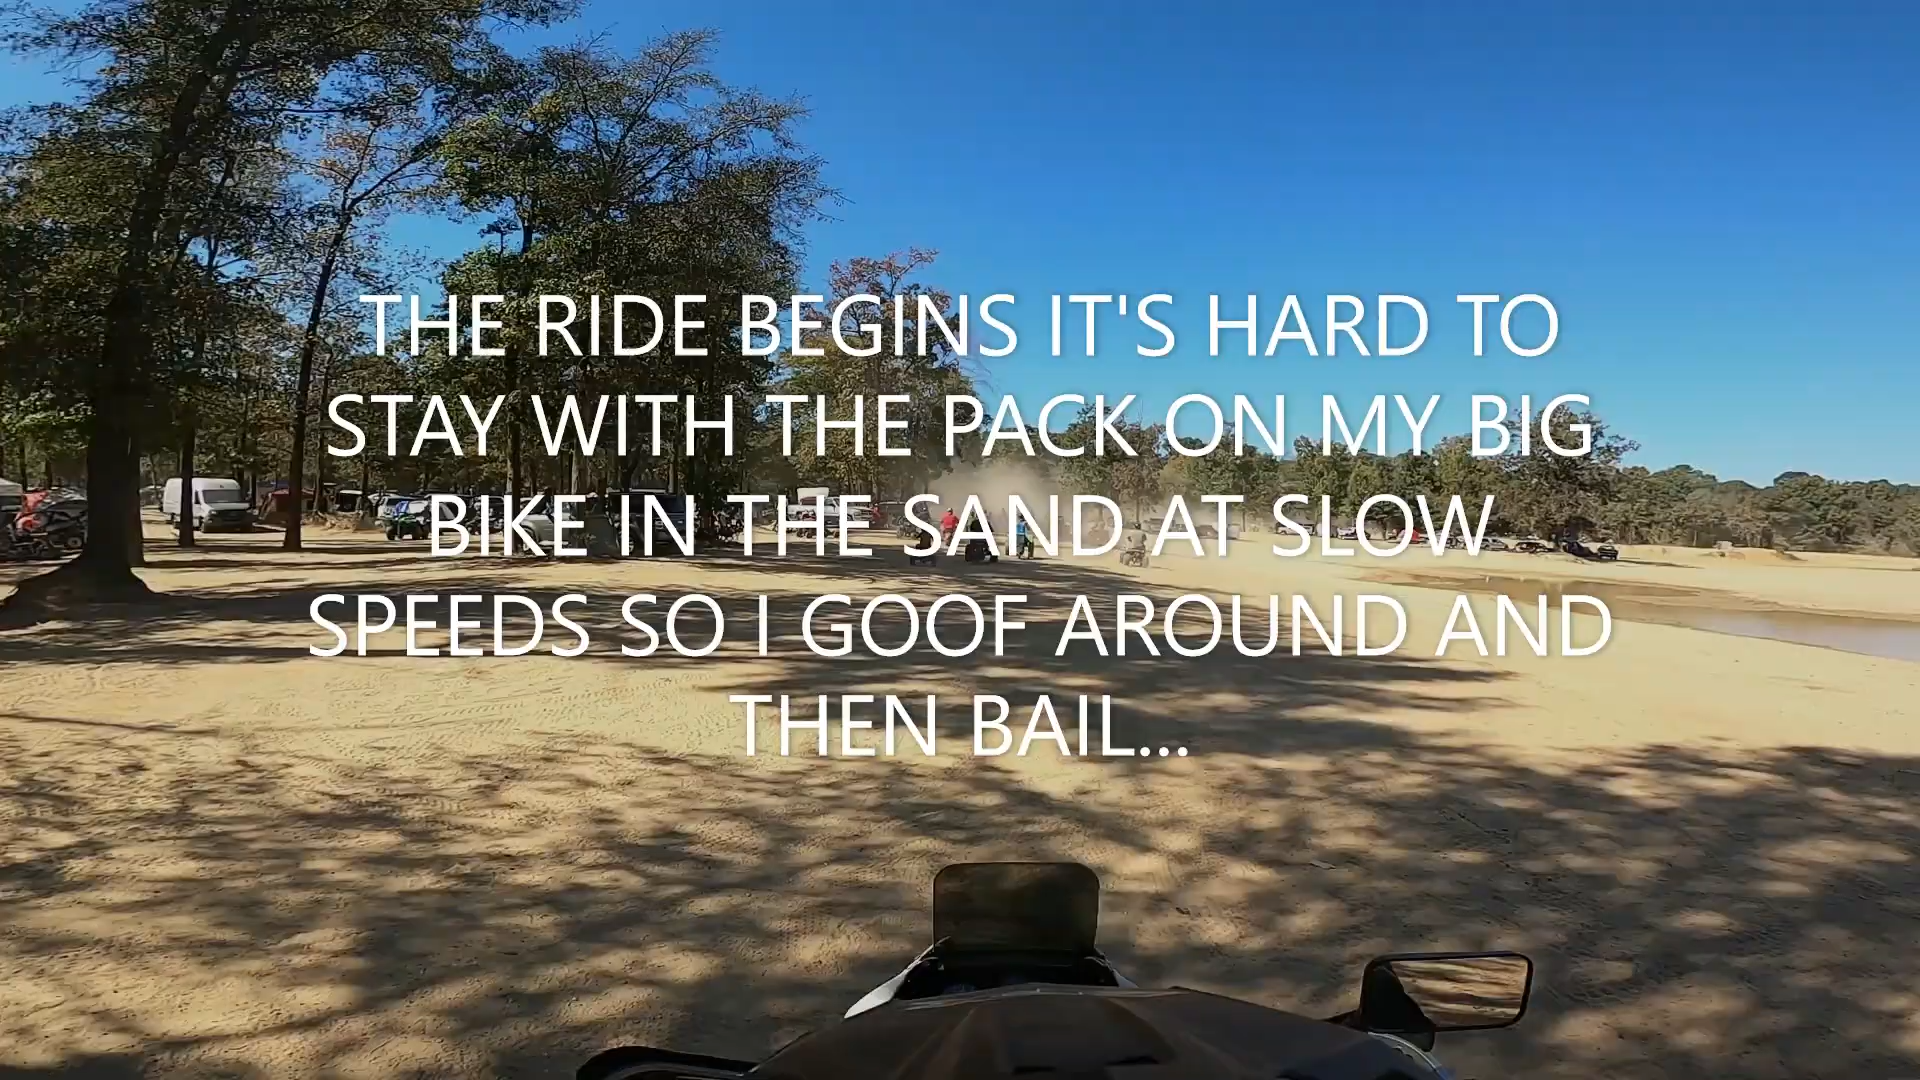 THE RIDE BEGINS IT'S HARD TO
STAY WITH THE PACK ON MY BIG
BIKE IN THE SAND AT SLOW
SPEEDS SO I GOOF AROUND AND
THEN BAIL...